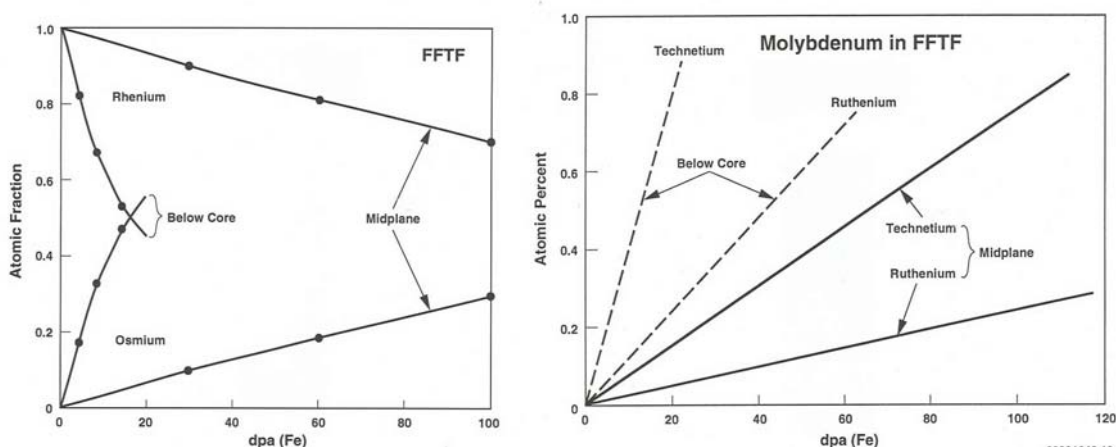 1.0
0.8
0.6
0.4
0.2
0
Atomic Fraction
FFTF
Rhenium
Below Core
Midplane
Osmium
0
20
40
60
80
100
dpa (Fe)
1.0
0.8
0.6
0.4
0.2
0.0
Atomic Percent
Molybdenum in FFTF
Technetium
Ruthenium
Below Core
Technetium
Midplane
Ruthenium
0
20
40
60
80
100
120
dpa (Fe)